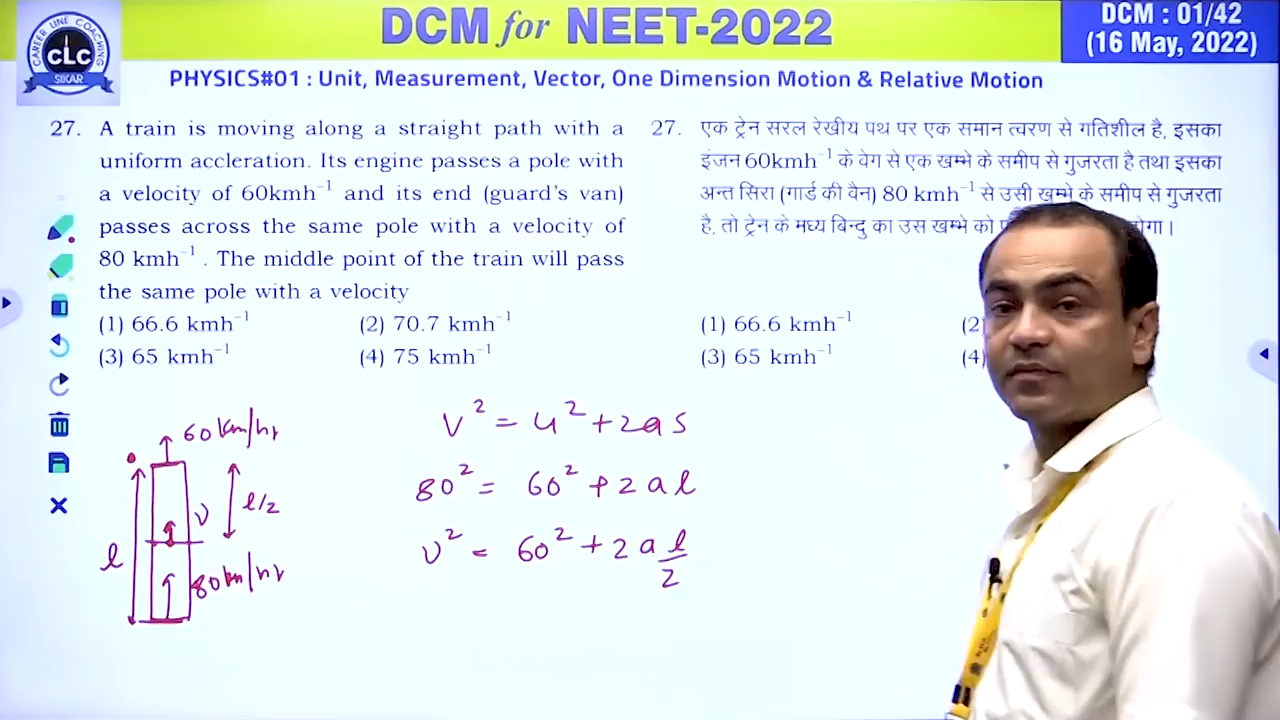 DCM for NEET-2022
DCM : 01/42
(16 May, 2022)
CAREER LINE COACHING
CLC
SIKAR
PHYSICS#01 : Unit, Measurement, Vector, One Dimension Motion & Relative Motion
27. A train is moving along a straight path with a
uniform accleration. Its engine passes a pole with
a velocity of 60kmh⁻¹ and its end (guard's van)
passes across the same pole with a velocity of
80 kmh⁻¹ . The middle point of the train will pass
the same pole with a velocity
(1) 66.6 kmh⁻¹ (2) 70.7 kmh⁻¹
(3) 65 kmh⁻¹ (4) 75 kmh⁻¹
27. एक ट्रेन सरल रेखीय पथ पर एक समान त्वरण से गतिशील है, इसका
इंजन 60kmh⁻¹ के वेग से एक खम्भे के समीप से गुजरता है तथा इसका
अन्त सिरा (गार्ड की वैन) 80 kmh⁻¹ से उसी खम्भे के समीप से गुजरता
है, तो ट्रेन के मध्य बिन्दु का उस खम्भे को होगा।
(1) 66.6 kmh⁻¹ (2)
(3) 65 kmh⁻¹ (4)
60 km/hr
l/2
v
l
80 km/hr
v² = u² + 2as
80² = 60² + 2al
v² = 60² + 2a l/2